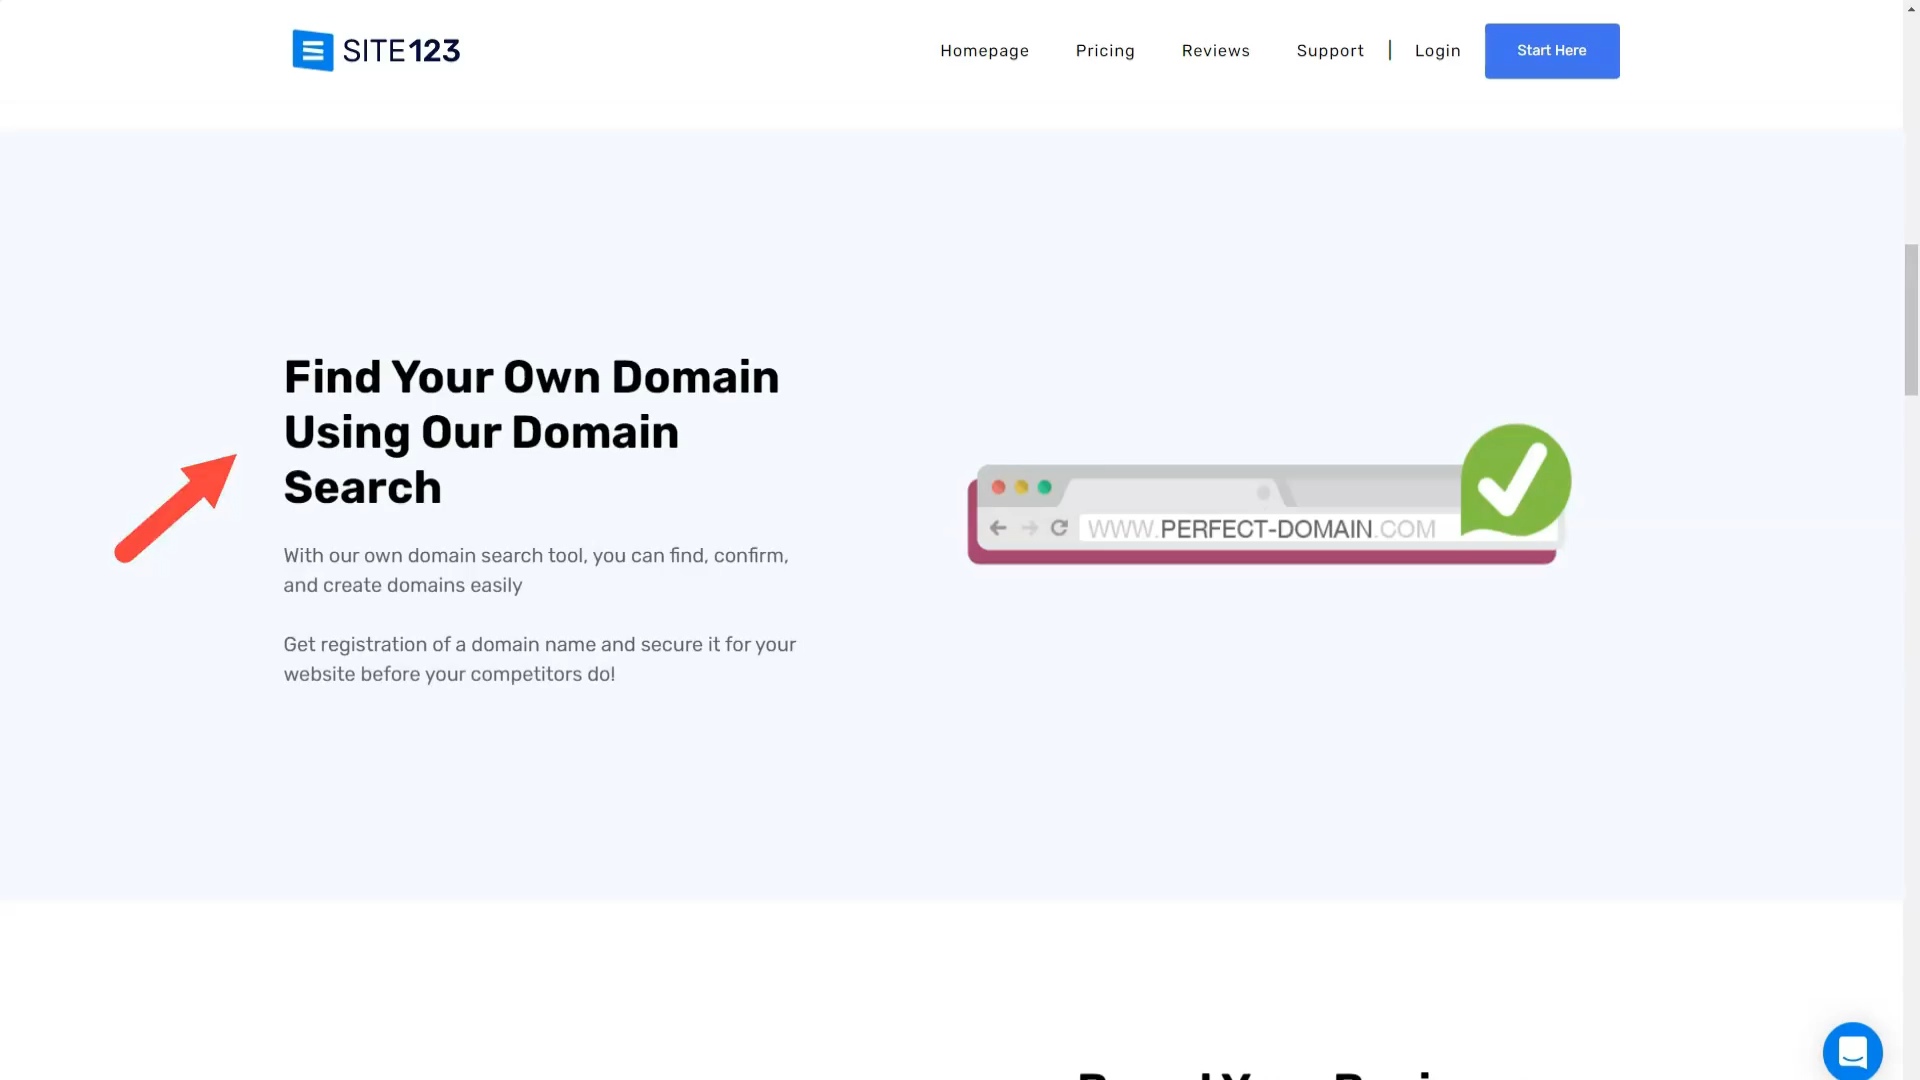 SITE123
Homepage
Pricing
Reviews
Support
Login
Start Here
Find Your Own Domain
Using Our Domain
Search
With our own domain search tool, you can find, confirm,
and create domains easily
Get registration of a domain name and secure it for your
website before your competitors do!
WWW.PERFECT-DOMAIN.COM